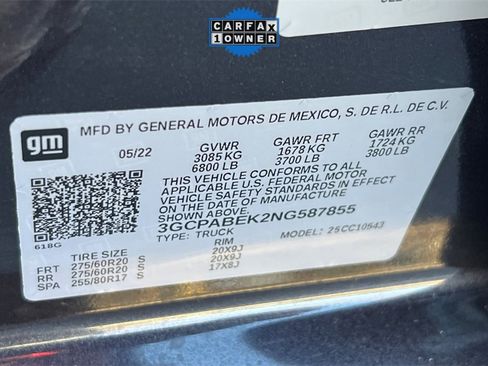 CARFAX
1 OWNER
gm
MFD BY GENERAL MOTORS DE MEXICO, S. DE R.L. DE C.V.
05/22 GVWR GAWR FRT GAWR RR
3085 KG 1678 KG 1724 KG
6800 LB 3700 LB 3800 LB
THIS VEHICLE CONFORMS TO ALL APPLICABLE
U.S. FEDERAL MOTOR
VEHICLE SAFETY STANDARDS IN EFFECT
ON THE DATE OF MANUFACTURE
SHOWN ABOVE.
3GCPABEK2NG587855
TYPE: TRUCK MODEL: 2SCC10543
618G
TIRE SIZE RIM
FRT 275/60R20 S 20X9J
RR 275/60R20 S 20X9J
SPA 255/80R17 S 17X8J